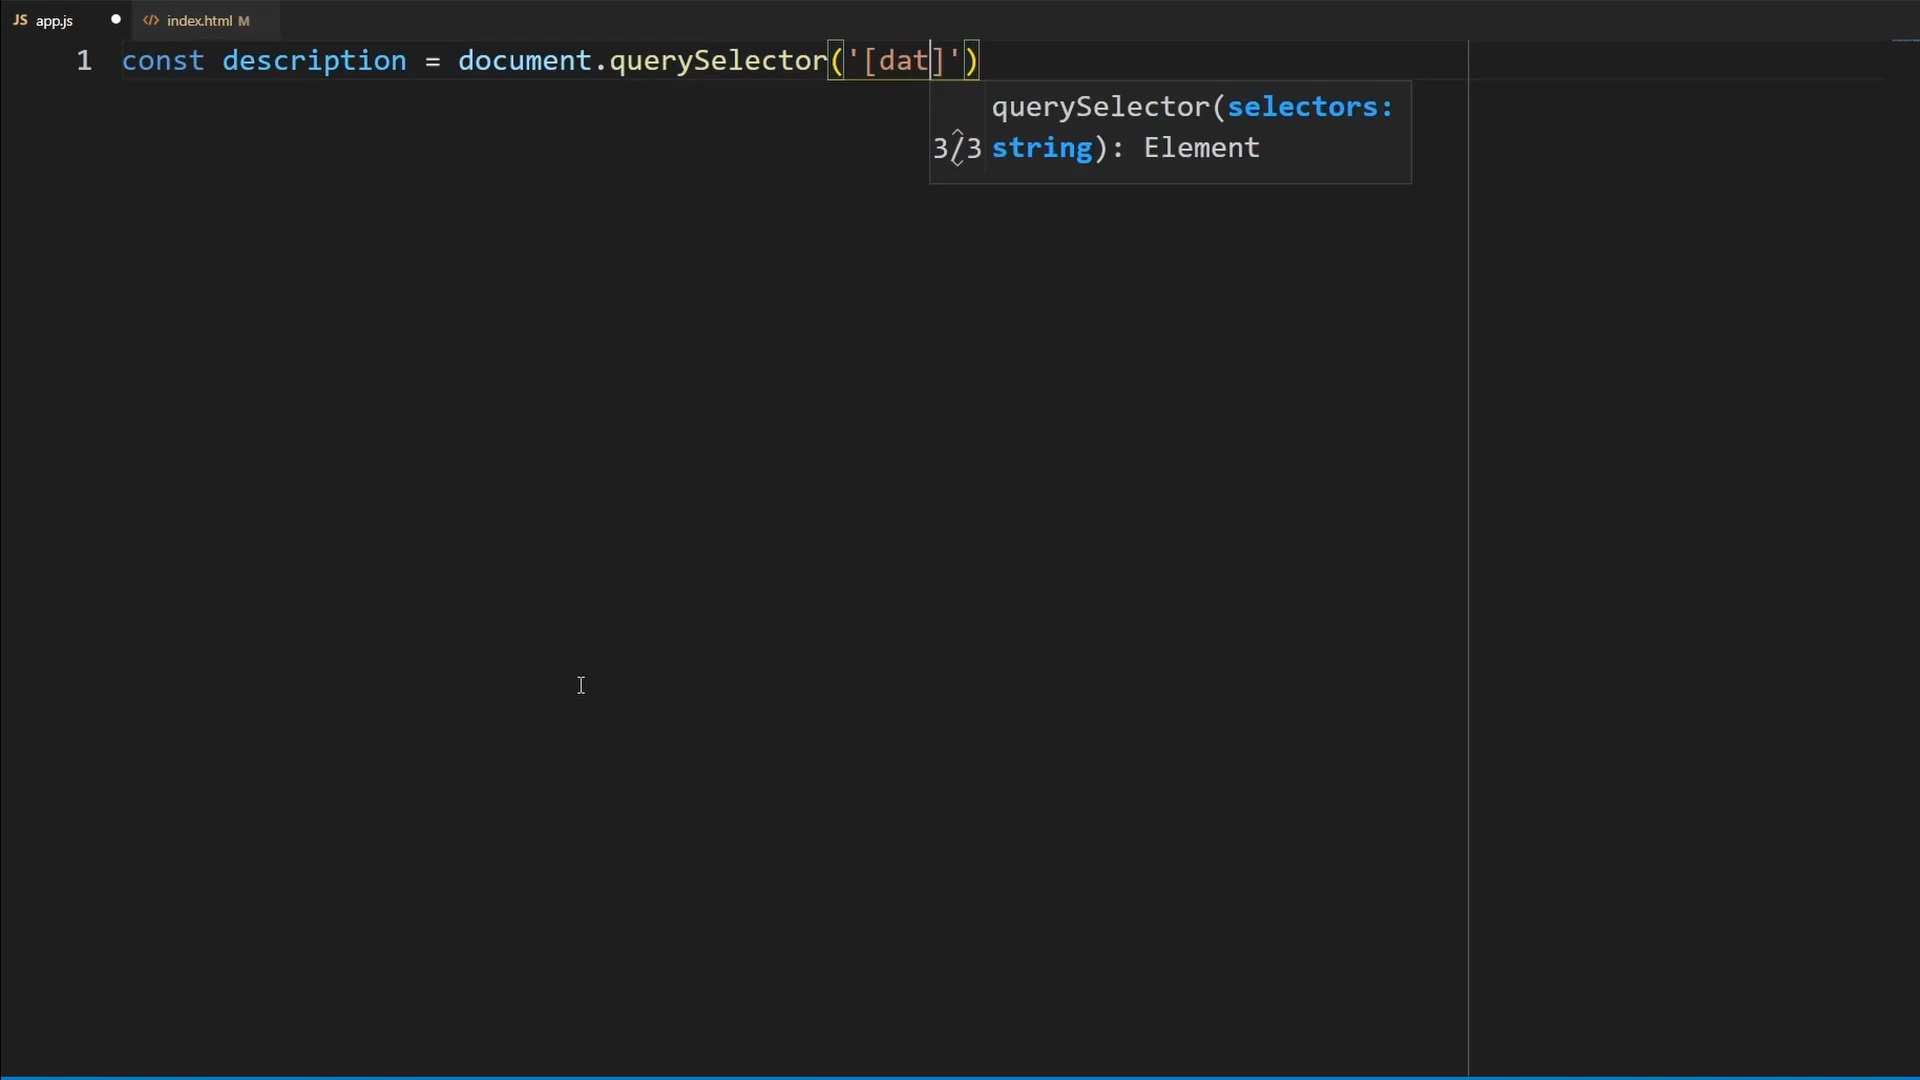 JS app.js ● </> index.html M
1 const description = document.querySelector('[dat]')
querySelector(selectors:
3/3 string): Element